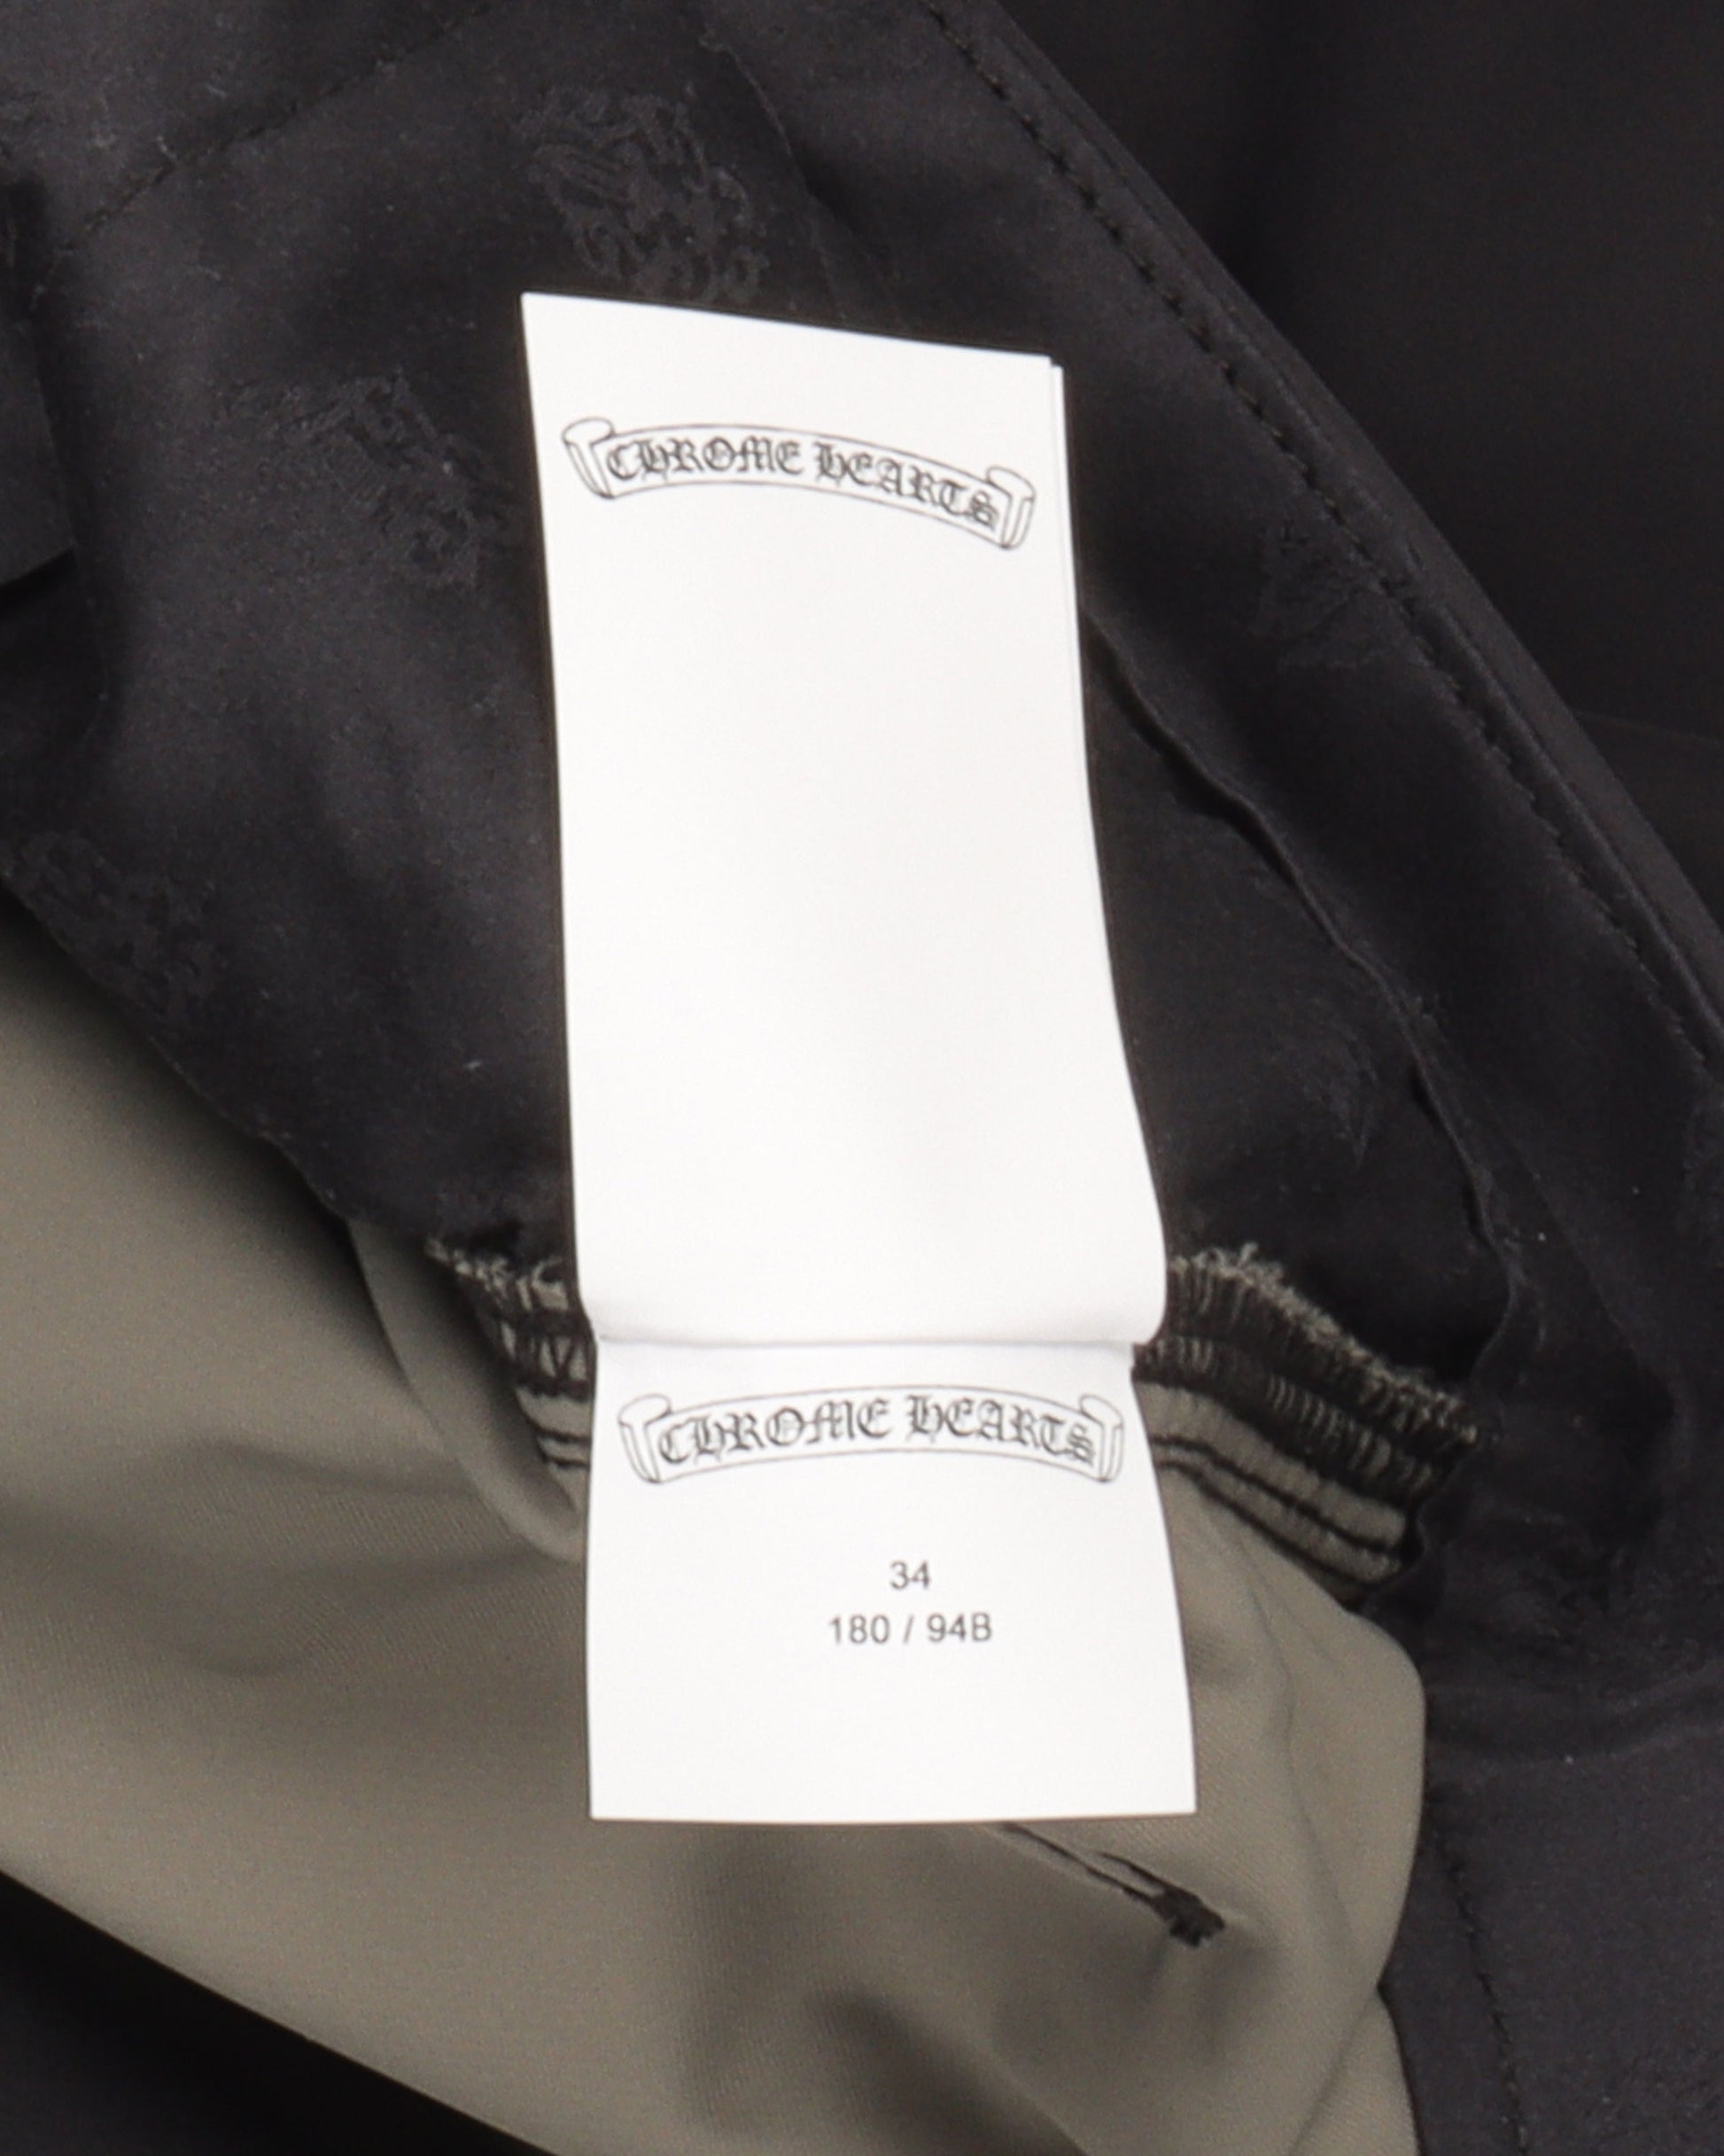 CHROME HEARTS
CHROME HEARTS
34
180 / 94B